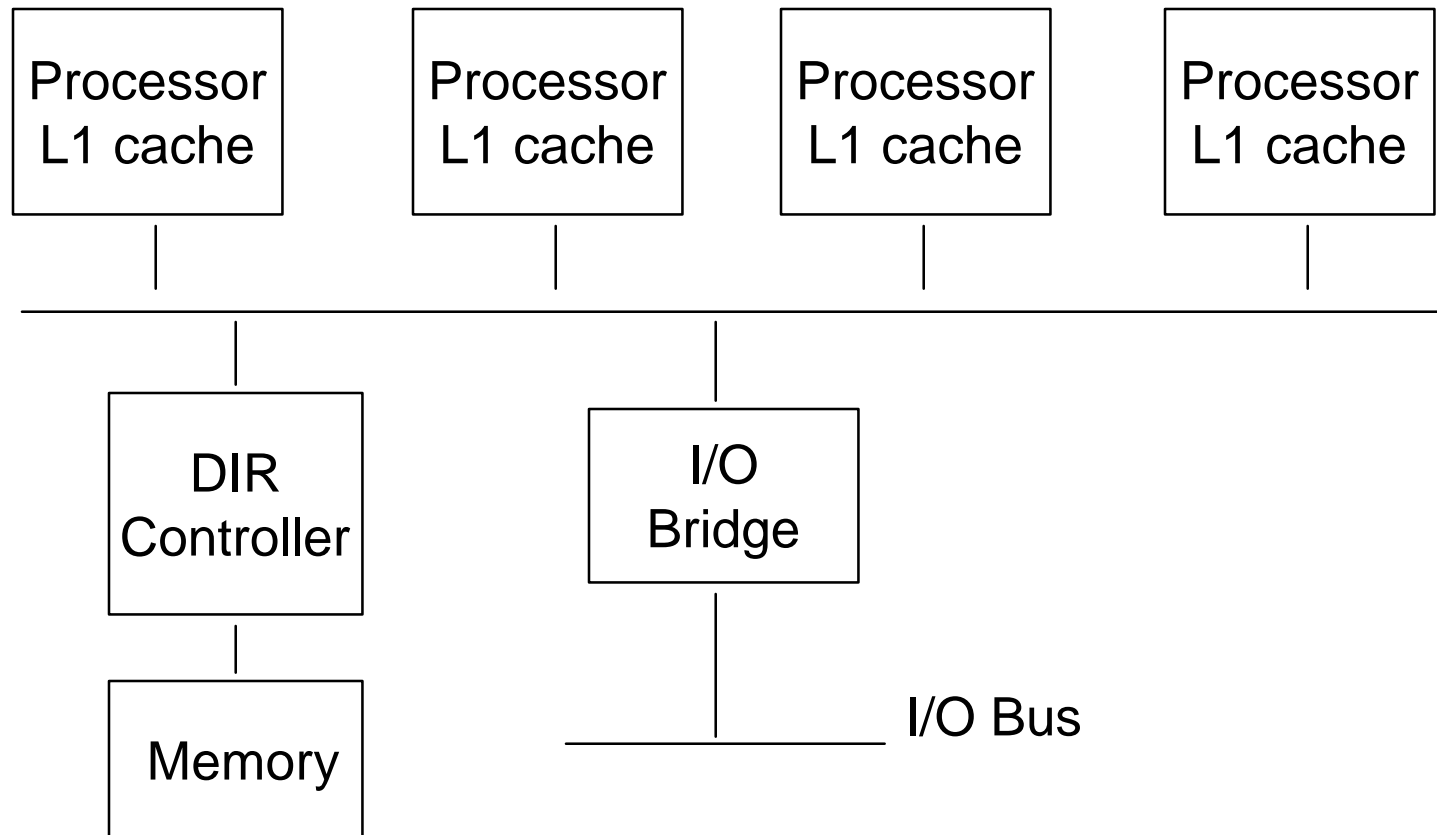 Processor
L1 cache
Processor
L1 cache
Processor
L1 cache
Processor
L1 cache
DIR
Controller
I/O
Bridge
I/O Bus
Memory